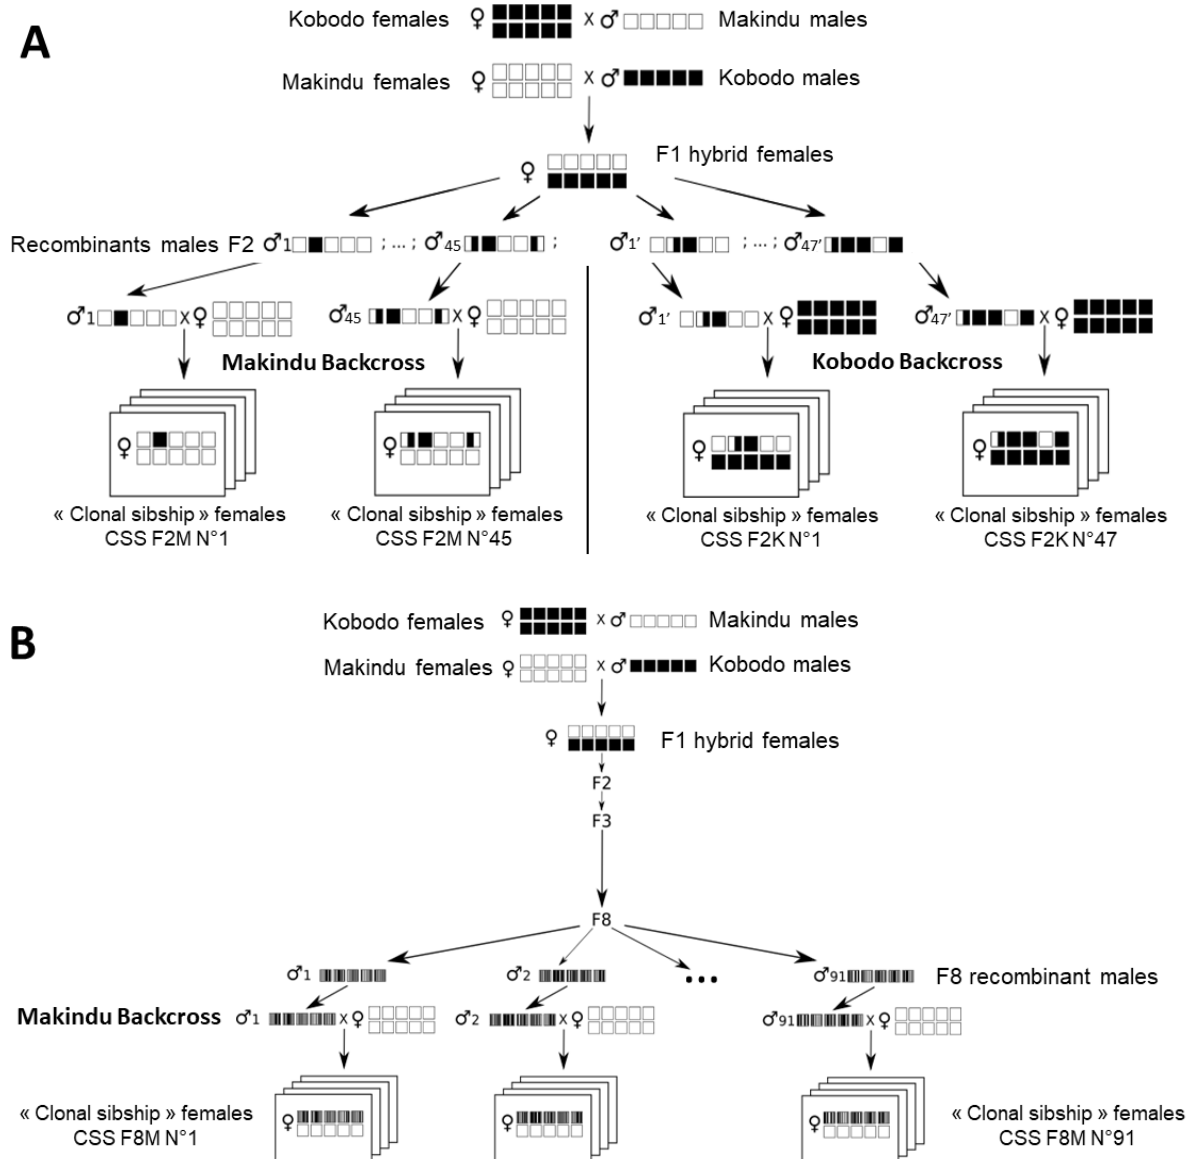 A
Kobodo females ♀ X ♂ Makindu males
Makindu females ♀ X ♂ Kobodo males
♀ F1 hybrid females
Recombinants males F2 ♂1 ; ... ; ♂45 ; ♂1' ; ... ; ♂47'
♂1 X ♀ ♂45 X ♀ ♂1' X ♀ ♂47' X ♀
Makindu Backcross Kobodo Backcross
♀ ♀ ♀ ♀
« Clonal sibship » females « Clonal sibship » females « Clonal sibship » females « Clonal sibship » females
CSS F2M N°1 CSS F2M N°45 CSS F2K N°1 CSS F2K N°47
B
Kobodo females ♀ X ♂ Makindu males
Makindu females ♀ X ♂ Kobodo males
♀ F1 hybrid females
F2
F3
F8
♂1 ♂2 ... ♂91 F8 recombinant males
Makindu Backcross ♂1 X ♀ ♂2 X ♀ ♂91 X ♀
♀ ♀ ♀
« Clonal sibship » females « Clonal sibship » females
CSS F8M N°1 CSS F8M N°91